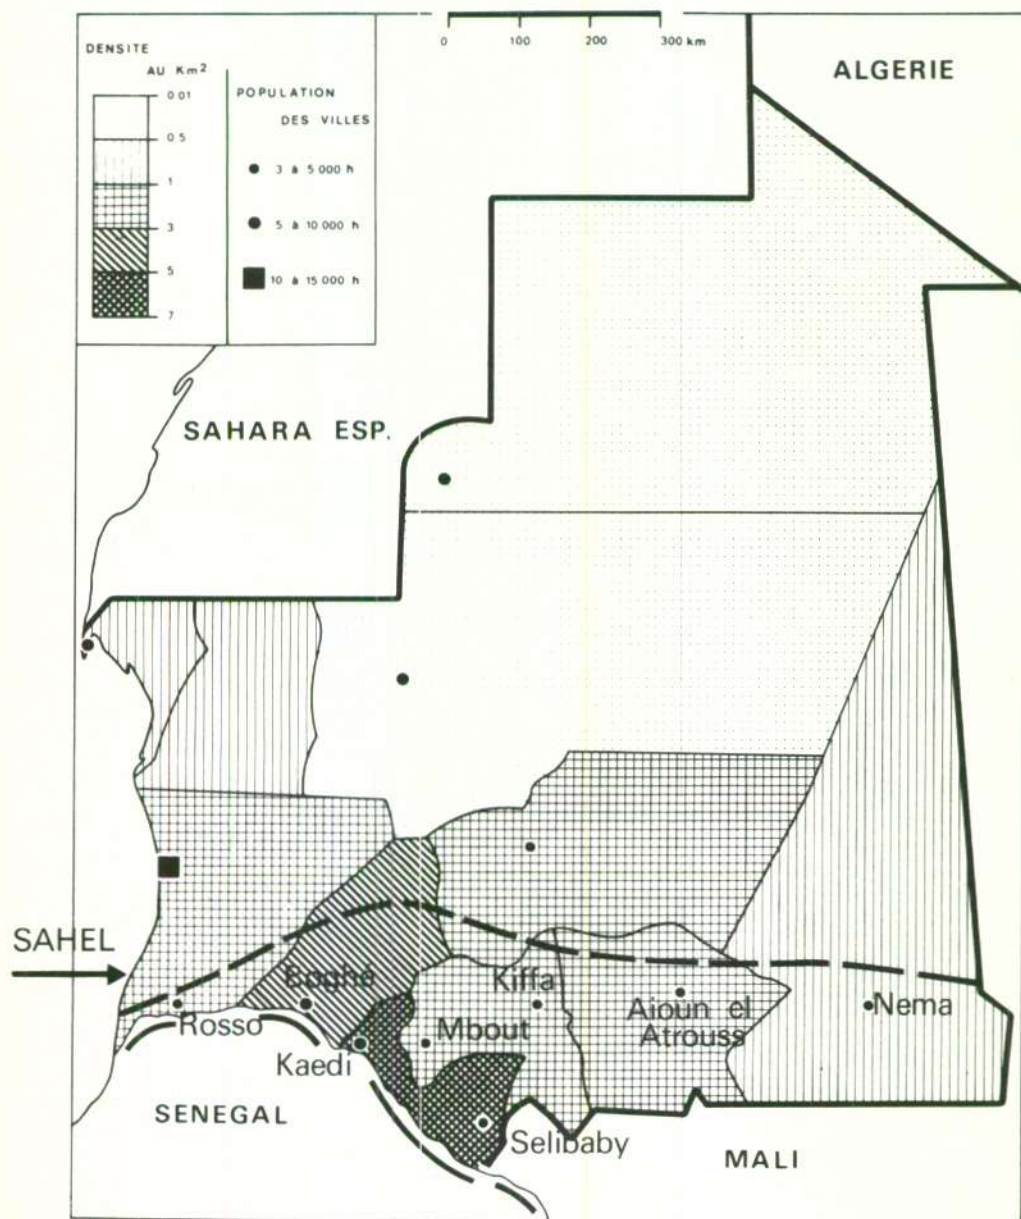 DENSITE
AU Km2
0.01
0.5
1
3
5
7
POPULATION
DES VILLES
3 à 5 000 h
5 à 10 000 h
10 à 15 000 h
0 100 200 300 km
ALGERIE
SAHARA ESP.
SAHEL
Boghé
Kiffa
Aioun el
Atrouss
Nema
Rosso
Mbout
Kaedi
SENEGAL
Selibaby
MALI